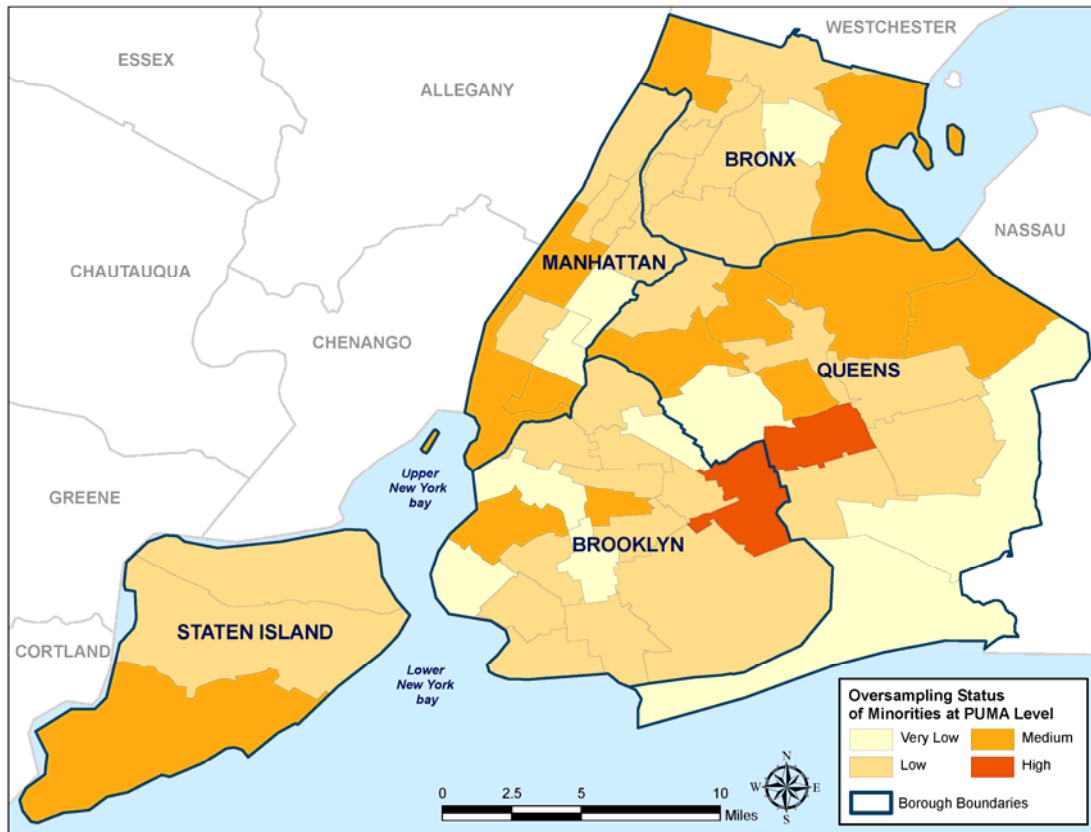 WESTCHESTER
ESSEX
ALLEGANY
BRONX
NASSAU
MANHATTAN
CHAUTAUQUA
CHENANGO
QUEENS
Upper
New York
bay
GREENE
BROOKLYN
STATEN ISLAND
CORTLAND
Lower
New York
bay
Oversampling Status
of Minorities at PUMA Level
Very Low
Medium
Low
High
Borough Boundaries
N
W E
S
0 2.5 5 10
Miles